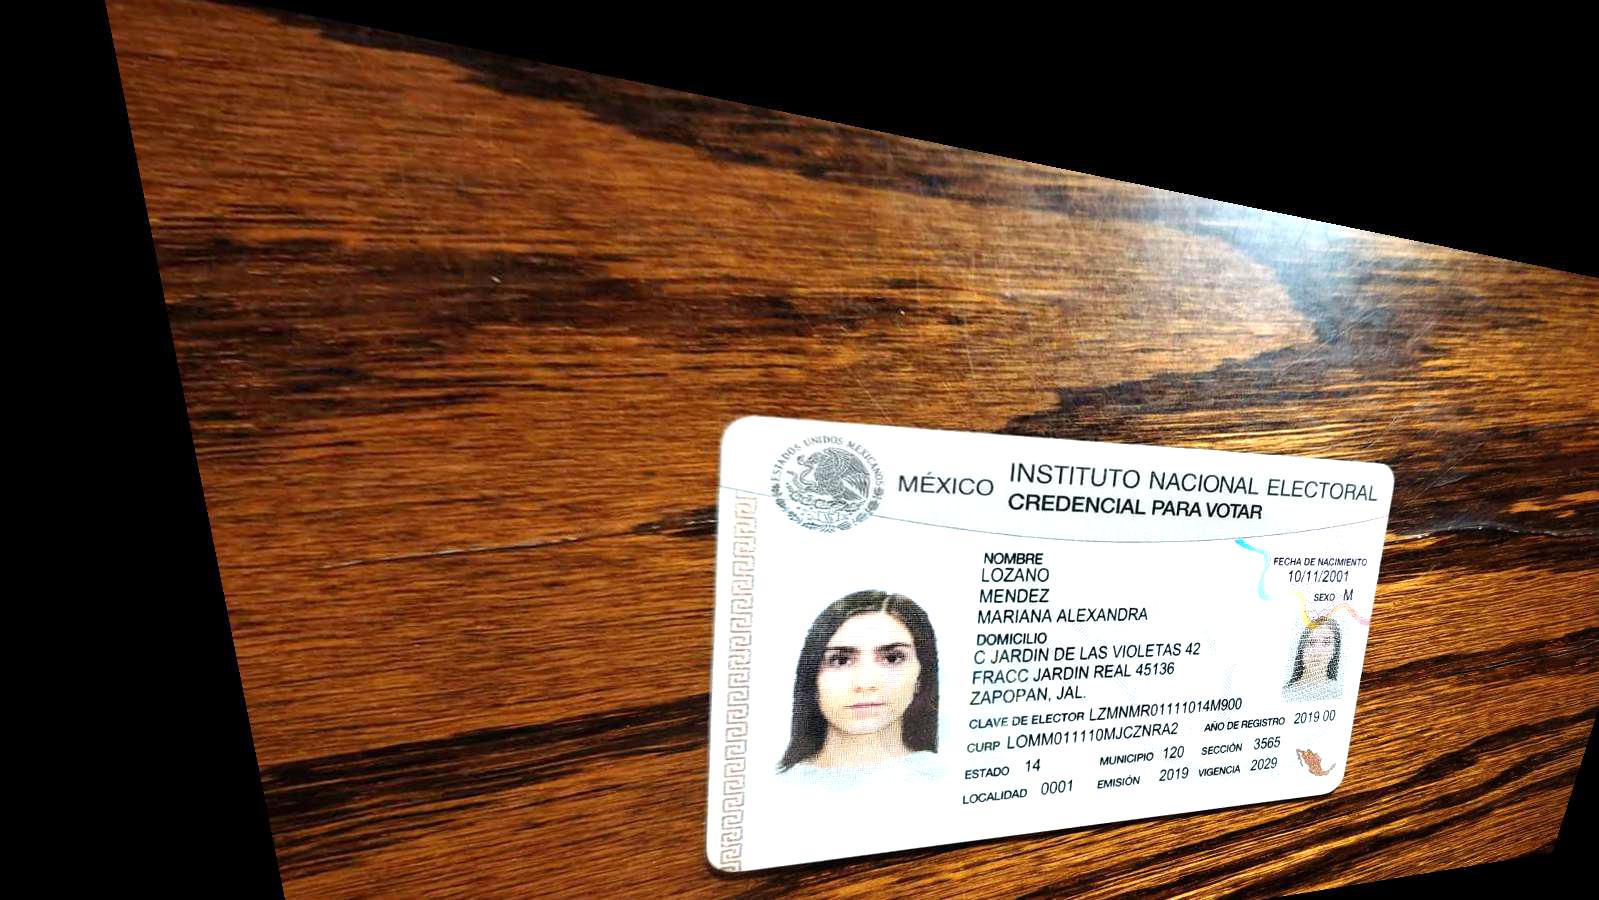 ESTADOS UNIDOS MEXICANOS
MÉXICO INSTITUTO NACIONAL ELECTORAL
CREDENCIAL PARA VOTAR
NOMBRE
LOZANO
MENDEZ
MARIANA ALEXANDRA
FECHA DE NACIMIENTO
10/11/2001
SEXO M
DOMICILIO
C JARDIN DE LAS VIOLETAS 42
FRACC JARDIN REAL 45136
ZAPOPAN, JAL.
CLAVE DE ELECTOR LZMNMR01111014M900
CURP LOMM011110MJCZNRA2 AÑO DE REGISTRO 2019 00
ESTADO 14 MUNICIPIO 120 SECCIÓN 3565
LOCALIDAD 0001 EMISIÓN 2019 VIGENCIA 2029